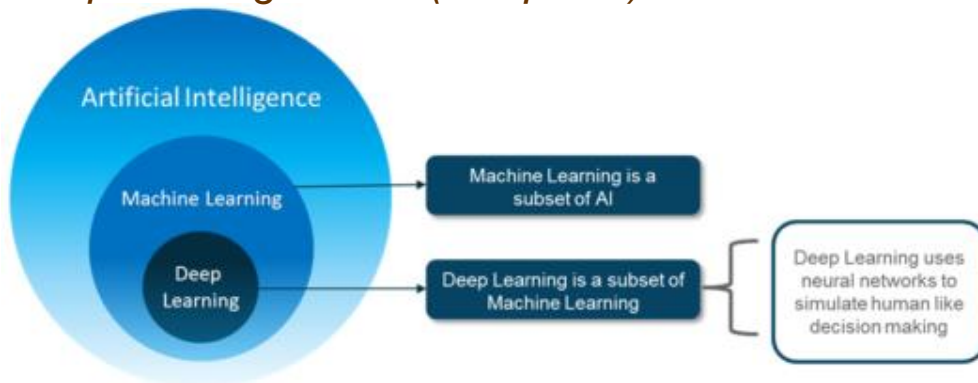 Artificial Intelligence
Machine Learning
Deep
Learning
Machine Learning is a
subset of AI
Deep Learning is a subset of
Machine Learning
Deep Learning uses
neural networks to
simulate human like
decision making